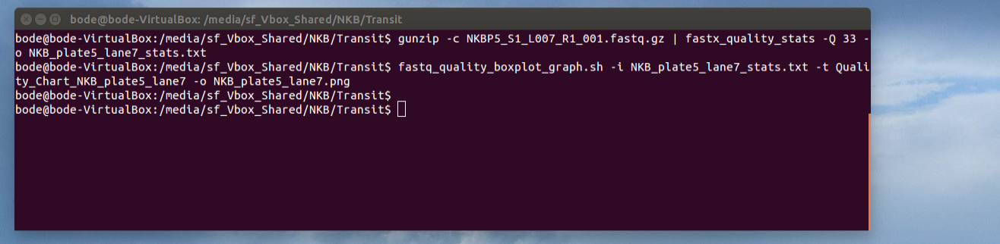 bode@bode-VirtualBox: /media/sf_Vbox_Shared/NKB/Transit
bode@bode-VirtualBox:/media/sf_Vbox_Shared/NKB/Transit$ gunzip -c NKBP5_S1_L007_R1_001.fastq.gz | fastx_quality_stats -Q 33 -
o NKB_plate5_lane7_stats.txt
bode@bode-VirtualBox:/media/sf_Vbox_Shared/NKB/Transit$ fastq_quality_boxplot_graph.sh -i NKB_plate5_lane7_stats.txt -t Quali
ty_Chart_NKB_plate5_lane7 -o NKB_plate5_lane7.png
bode@bode-VirtualBox:/media/sf_Vbox_Shared/NKB/Transit$
bode@bode-VirtualBox:/media/sf_Vbox_Shared/NKB/Transit$